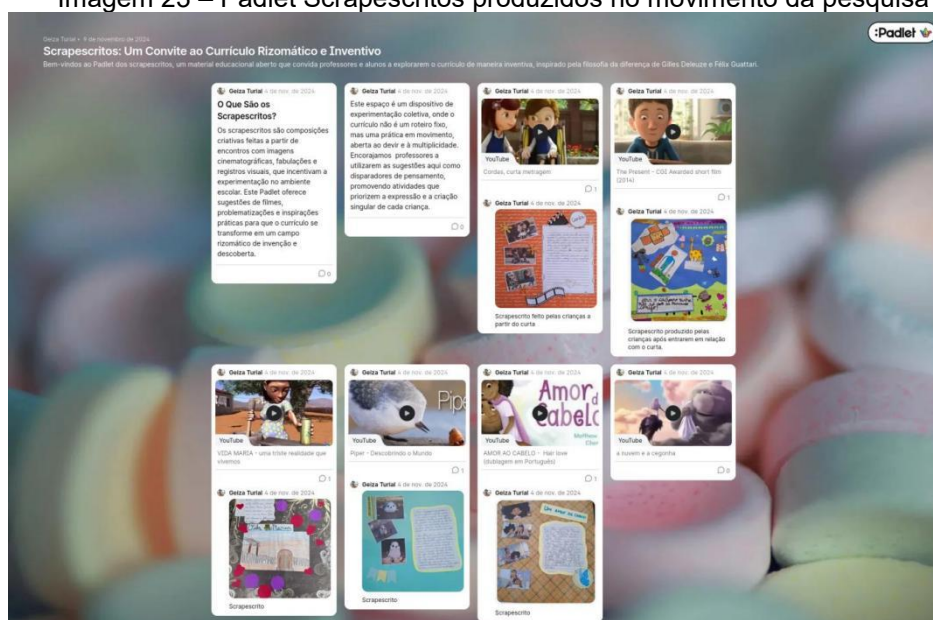 Imagem 25 – Padlet Scrapescritos produzidos no movimento da pesquisa
:Padlet
Geiza Turial • 9 de novembro de 2024
Scrapescritos: Um Convite ao Currículo Rizomático e Inventivo
Bem-vindos ao Padlet dos scrapescritos, um material educacional aberto que convida professores e alunos a explorarem o currículo de maneira inventiva, inspirado pela filosofia da diferença de Gilles Deleuze e Félix Guattari.
Geiza Turial 4 de nov. de 2024
O Que São os
Scrapescritos?
Os scrapescritos são composições
criativas feitas a partir de
encontros com imagens
cinematográficas, fabulações e
registros visuais, que incentivam a
experimentação no ambiente
escolar. Este Padlet oferece
sugestões de filmes,
problematizações e inspirações
práticas para que o currículo se
transforme em um campo
rizomático de invenção e
descoberta.
0
Geiza Turial 4 de nov. de 2024
Este espaço é um dispositivo de
experimentação coletiva, onde o
currículo não é um roteiro fixo,
mas uma prática em movimento,
aberta ao devir e à multiplicidade.
Encorajamos professores a
utilizarem as sugestões aqui como
disparadores de pensamento,
promovendo atividades que
priorizem a expressão e a criação
singular de cada criança.
0
Geiza Turial 4 de nov. de 2024
YouTube
Cordas, curta metragem
1
Geiza Turial 4 de nov. de 2024
Scrapescrito feito pelas crianças a
partir do curta
Geiza Turial 4 de nov. de 2024
YouTube
The Present - CGI Awarded short film
(2014)
1
Geiza Turial 4 de nov. de 2024
Scrapescrito produzido pelas
crianças após entrarem em relação
com o curta.
Geiza Turial 4 de nov. de 2024
YouTube
VIDA MARIA - uma triste realidade que
vivemos
1
Geiza Turial 4 de nov. de 2024
Scrapescrito
Geiza Turial 4 de nov. de 2024
Pip
YouTube
Piper - Descobrindo o Mundo
1
Geiza Turial 4 de nov. de 2024
Scrapescrito
Geiza Turial 4 de nov. de 2024
Amor d
Cabelo
YouTube
AMOR AO CABELO - Hair love
(dublagem em Português)
1
Geiza Turial 4 de nov. de 2024
Scrapescrito
Geiza Turial 4 de nov. de 2024
YouTube
a nuvem e a cegonha
0